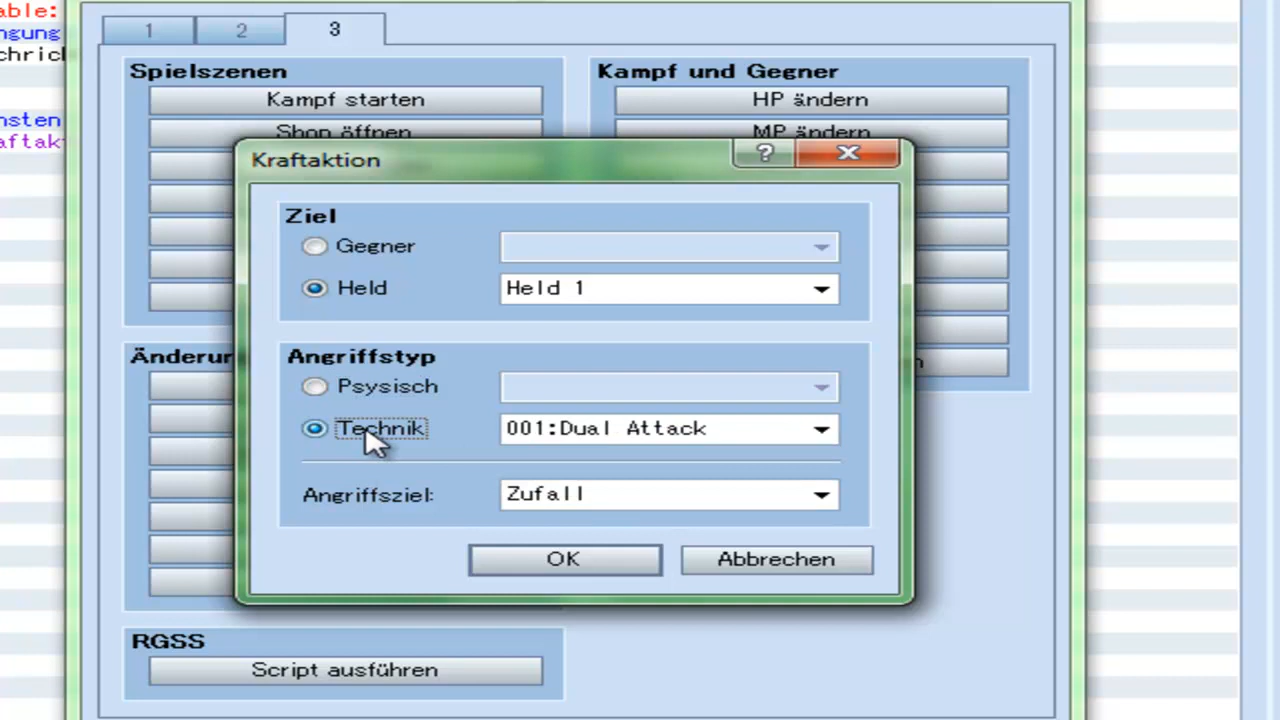 able:
ngung
chrich
nsten
aftakt
1 2 3
Spielszenen
Kampf starten
Shop öffnen
Kampf und Gegner
HP ändern
MP ändern
Kraftaktion
Ziel
Gegner
Held Held 1
Angriffstyp
Psysisch
Technik 001:Dual Attack
Angriffsziel: Zufall
OK Abbrechen
Änderun
RGSS
Script ausführen